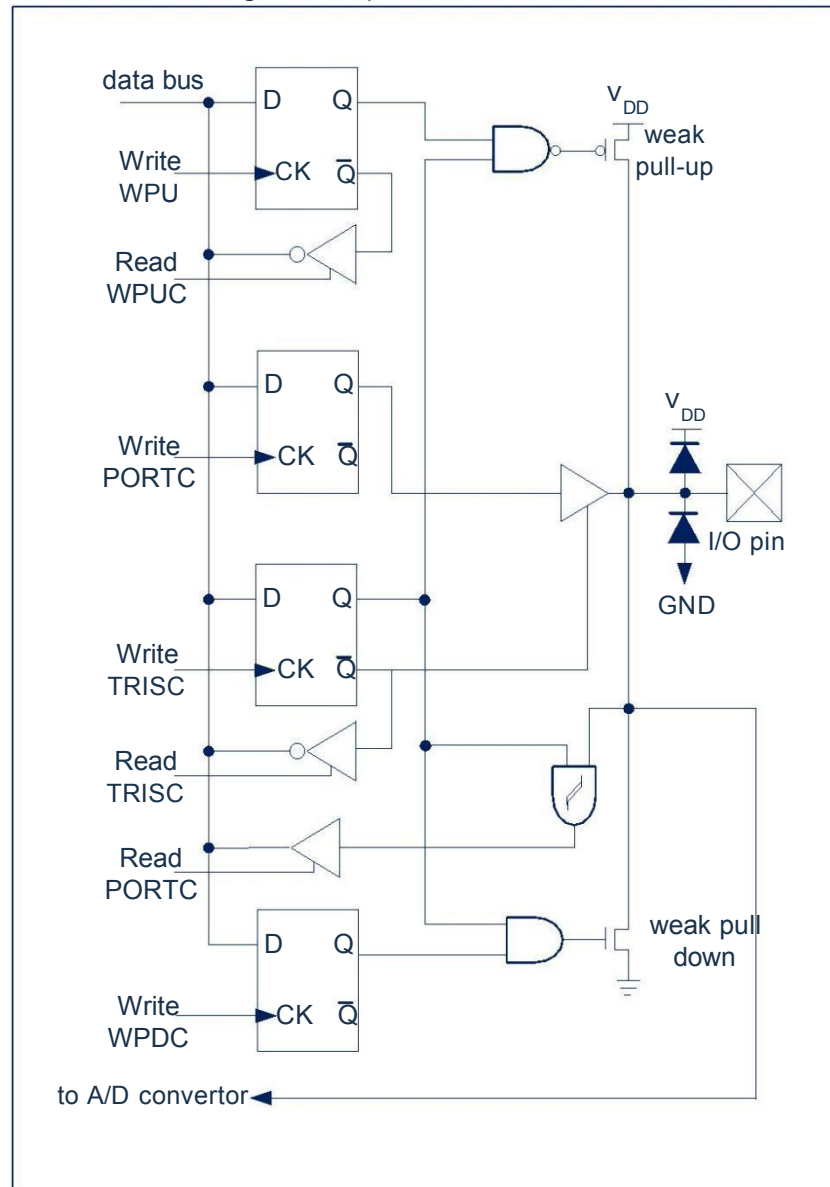 data bus
D Q
Write
WPU
CK Q̅
V
DD
weak
pull-up
Read
WPUC
D Q
Write
PORTC
CK Q̅
V
DD
I/O pin
GND
D Q
Write
TRISC
CK Q̅
Read
TRISC
Read
PORTC
D Q
weak pull
down
Write
WPDC
CK Q̅
to A/D convertor